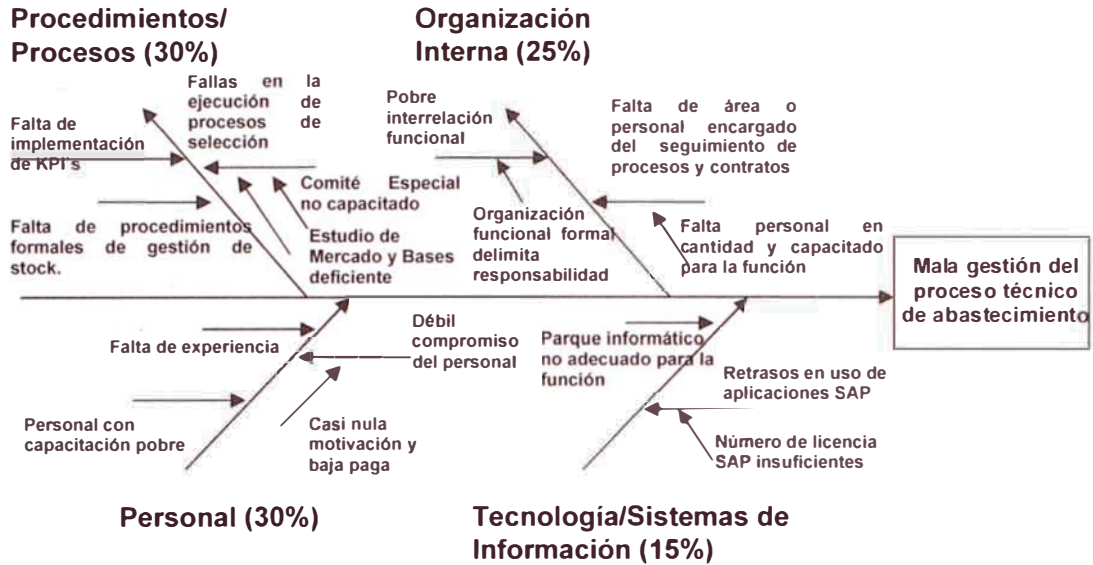 Procedimientos/
Procesos (30%)
Organización
Interna (25%)
Fallas en la
ejecución de
procesos de
selección
Falta de
implementación
de KPI's
Comité Especial
no capacitado
Falta de procedimientos
formales de gestión de
stock.
Estudio de
Mercado y Bases
deficiente
Pobre
interrelación
funcional
Falta de área o
personal encargado
del seguimiento de
procesos y contratos
Organización
funcional formal
delimita
responsabilidad
Falta personal en
cantidad y capacitado
para la función
Mala gestión del
proceso técnico
de abastecimiento
Falta de experiencia
Débil
compromiso
del personal
Personal con
capacitación pobre
Casi nula
motivación y
baja paga
Parque informático
no adecuado para la
función
Retrasos en uso de
aplicaciones SAP
Número de licencia
SAP insuficientes
Personal (30%)
Tecnología/Sistemas de
Información (15%)